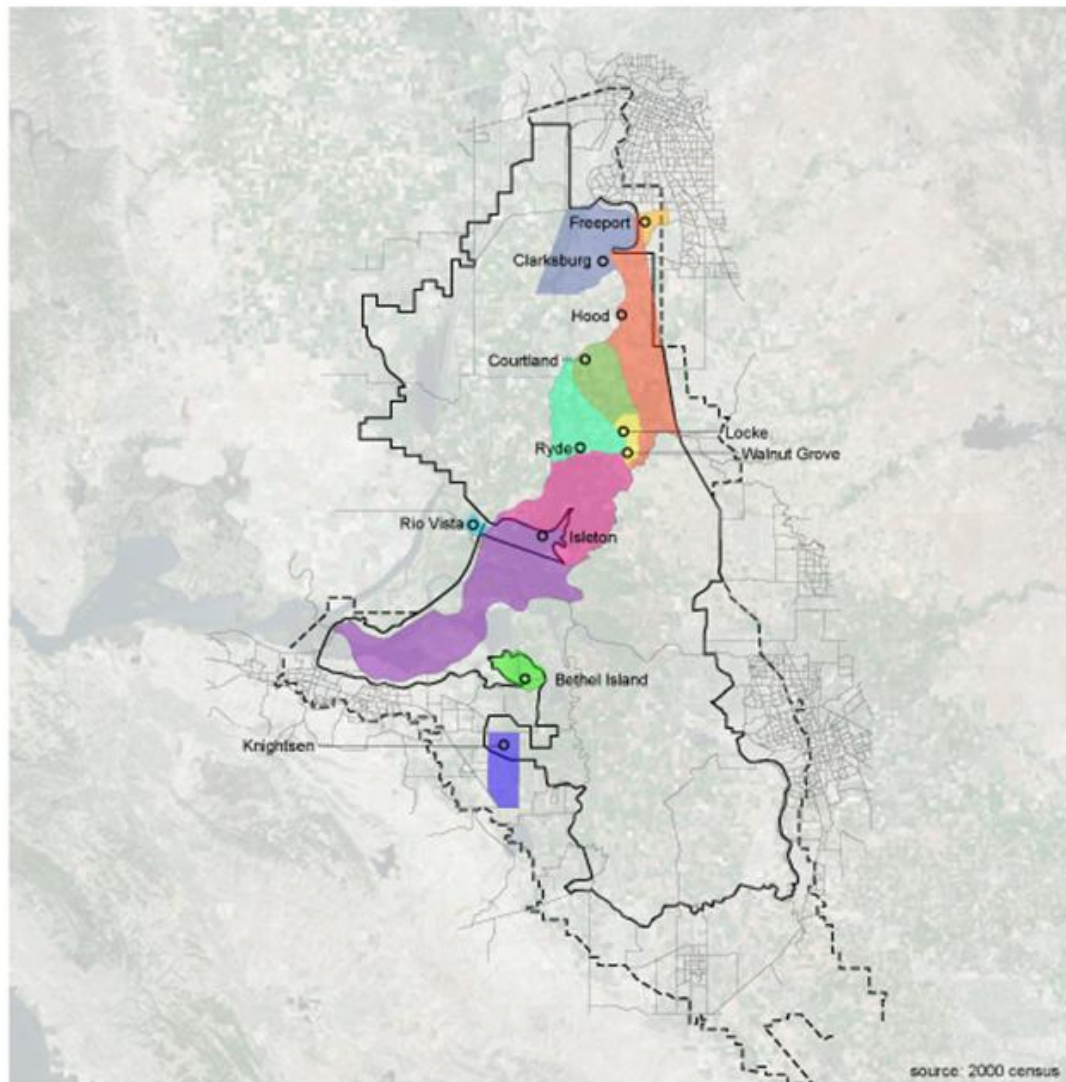 Freeport
Clarksburg
Hood
Courtland
Locke
Ryde
Walnut Grove
Rio Vista
Isleton
Bethel Island
Knightsen
source: 2000 census